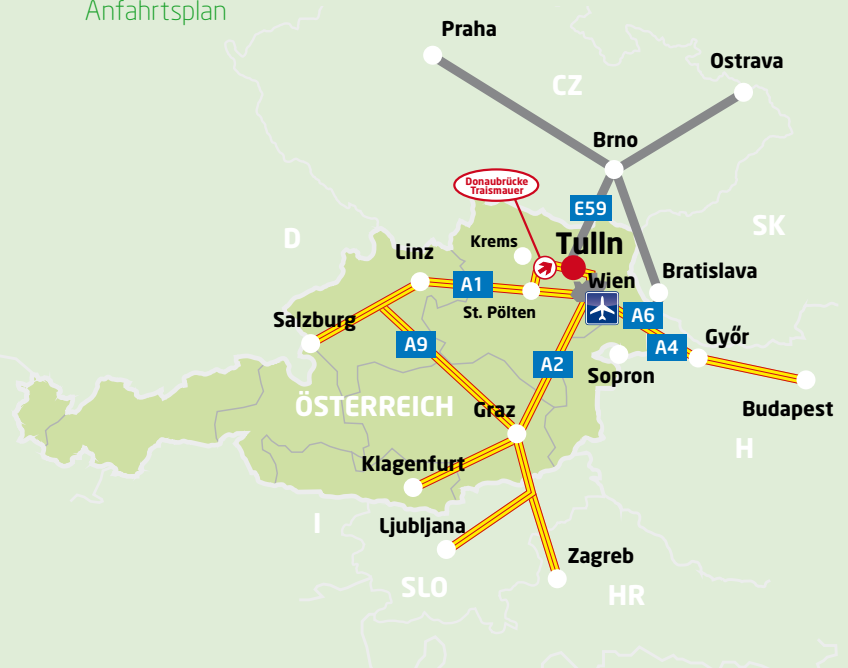 Anfahrtsplan
Praha
Ostrava
CZ
Brno
Donaubrücke
Traismauer
E59
SK
D
Krems
Tulln
Linz
Bratislava
Wien
A1
St. Pölten
A6
Salzburg
A9
A4
Győr
A2
Sopron
ÖSTERREICH
Graz
Budapest
H
Klagenfurt
I
Ljubljana
Zagreb
SLO
HR